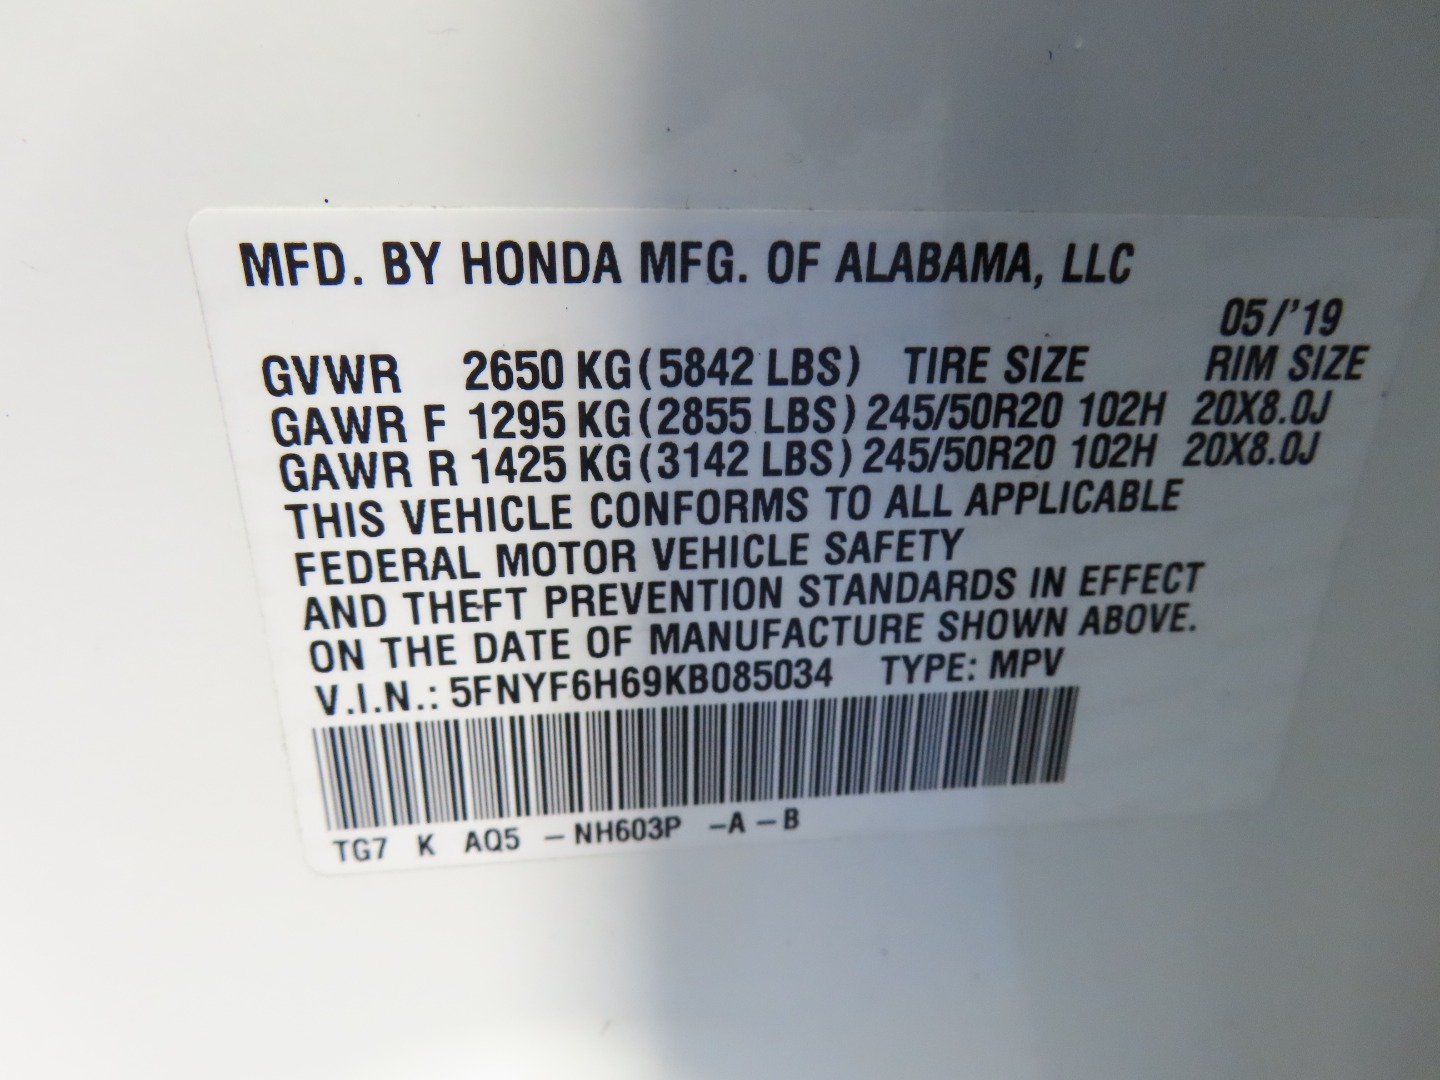 MFD. BY HONDA MFG. OF ALABAMA, LLC
05/'19
GVWR 2650 KG (5842 LBS) TIRE SIZE RIM SIZE
GAWR F 1295 KG (2855 LBS) 245/50R20 102H 20X8.0J
GAWR R 1425 KG (3142 LBS) 245/50R20 102H 20X8.0J
THIS VEHICLE CONFORMS TO ALL APPLICABLE
FEDERAL MOTOR VEHICLE SAFETY
AND THEFT PREVENTION STANDARDS IN EFFECT
ON THE DATE OF MANUFACTURE SHOWN ABOVE.
V.I.N.: 5FNYF6H69KB085034 TYPE: MPV
TG7 K AQ5 – NH603P –A – B